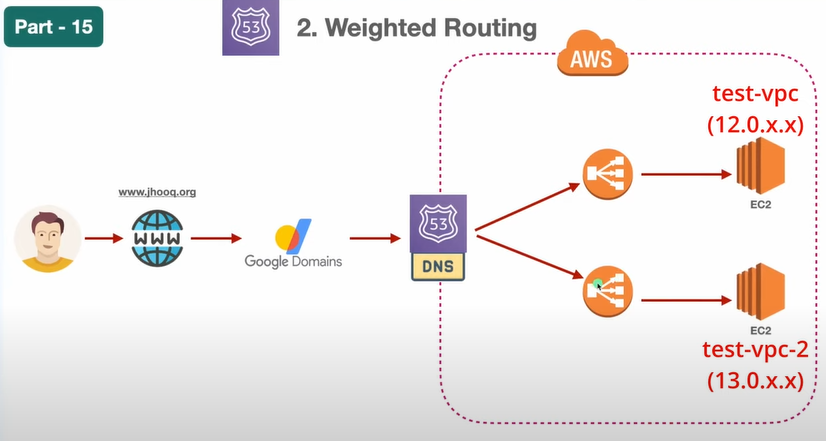 Part - 15
53
2. Weighted Routing
AWS
test-vpc
(12.0.x.x)
www.jhooq.org
WWW
Google Domains
53
DNS
EC2
EC2
test-vpc-2
(13.0.x.x)